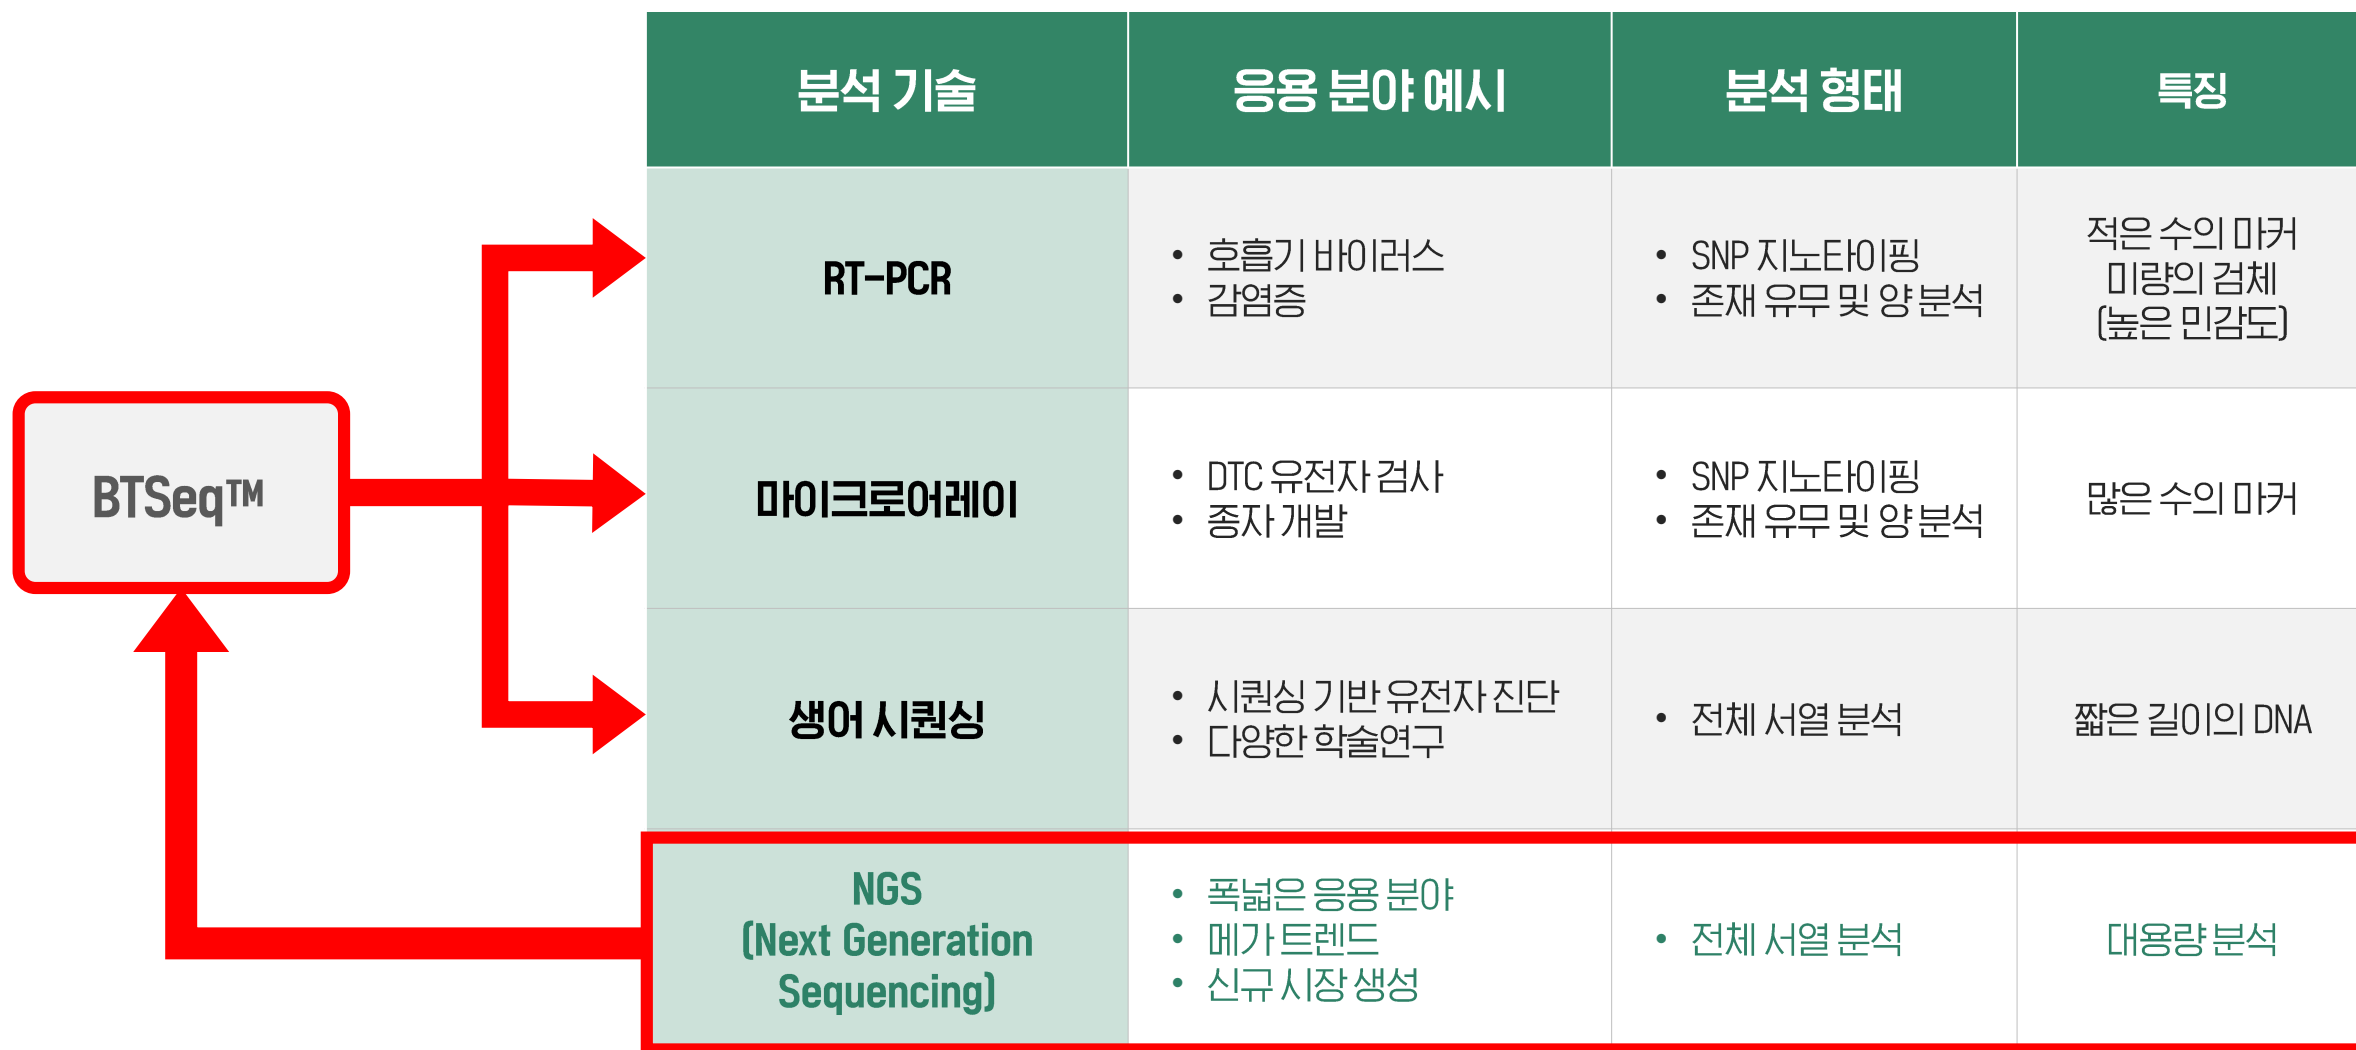 분석 기술
응용 분야 예시
분석 형태
특징
RT-PCR
• 호흡기 바이러스
• 감염증
• SNP 지노타이핑
• 존재 유무 및 양 분석
적은 수의 마커
미량의 검체
(높은 민감도)
BTSeq™
마이크로어레이
• DTC 유전자 검사
• 종자 개발
• SNP 지노타이핑
• 존재 유무 및 양 분석
많은 수의 마커
생어 시퀀싱
• 시퀀싱 기반 유전자 진단
• 다양한 학술연구
• 전체 서열 분석
짧은 길이의 DNA
NGS
(Next Generation
Sequencing)
• 폭넓은 응용 분야
• 메가 트렌드
• 신규 시장 생성
• 전체 서열 분석
대용량 분석